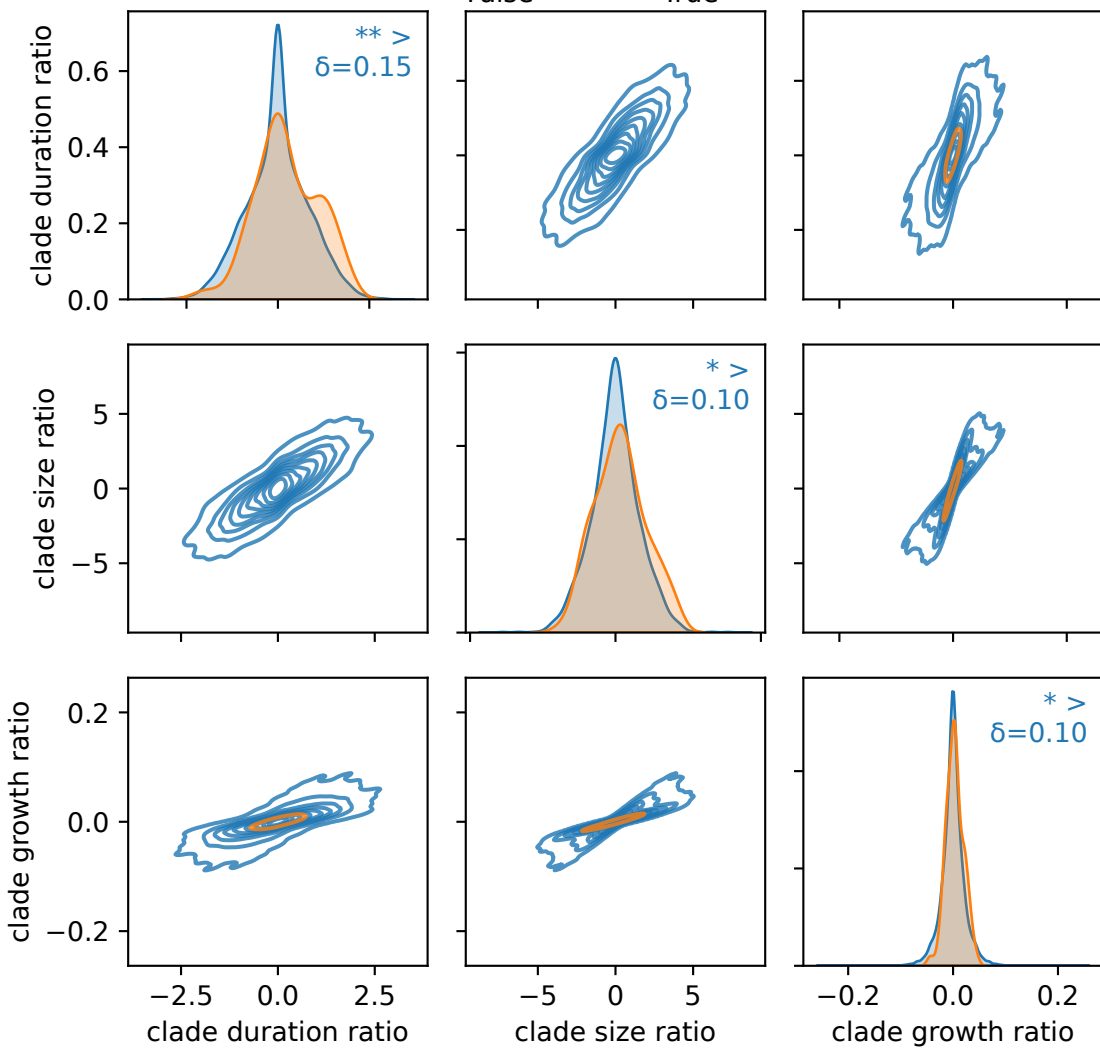 ** >
δ=0.15
clade duration ratio
0.6
0.4
0.2
0.0
* >
δ=0.10
clade size ratio
5
0
−5
* >
δ=0.10
clade growth ratio
0.2
0.0
−0.2
−2.5 0.0 2.5
−5 0 5
−0.2 0.0 0.2
clade duration ratio
clade size ratio
clade growth ratio